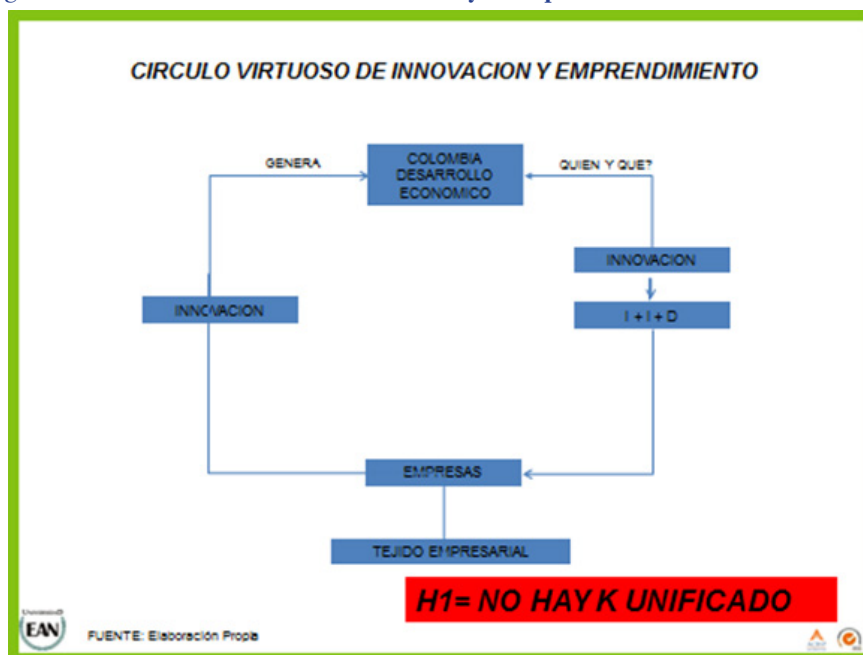 CIRCULO VIRTUOSO DE INNOVACION Y EMPRENDIMIENTO
GENERA
COLOMBIA
DESARROLLO
ECONOMICO
QUIEN Y QUE?
INNOVACION
INNOVACION
I + I + D
EMPRESAS
TEJIDO EMPRESARIAL
H1= NO HAY K UNIFICADO
UNIVERSIDAD
EAN
FUENTE: Elaboración Propia